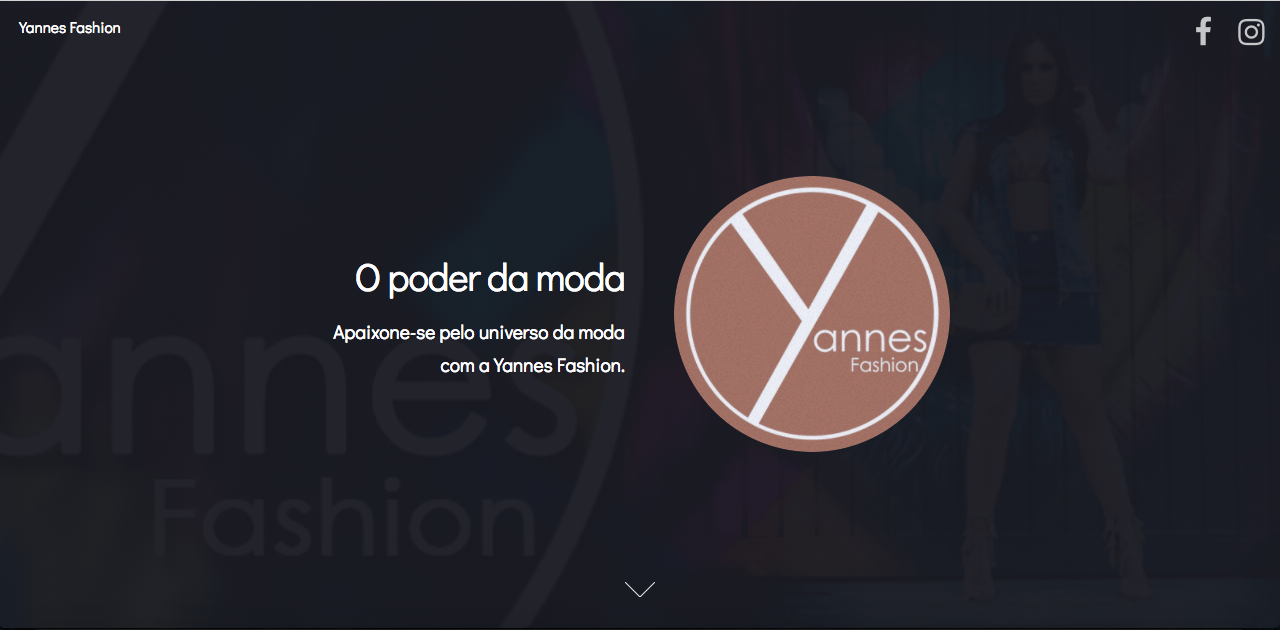 Yannes Fashion
O poder da moda
Apaixone-se pelo universo da moda
com a Yannes Fashion.
Yannes
Fashion
annes
Fashion